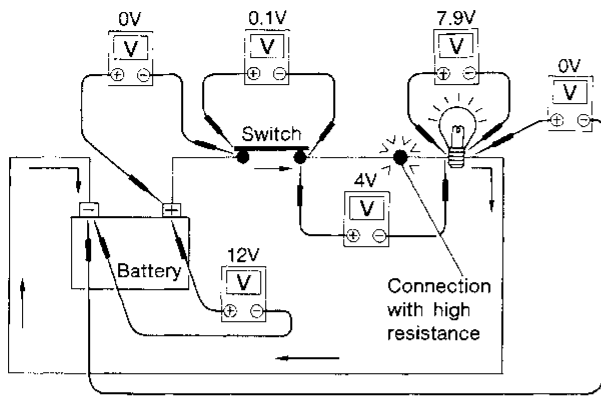 0V
V
+ −
0.1V
V
+ −
7.9V
V
+ −
0V
V
+ −
Switch
4V
V
+ −
− +
Battery
12V
V
+ −
Connection
with high
resistance